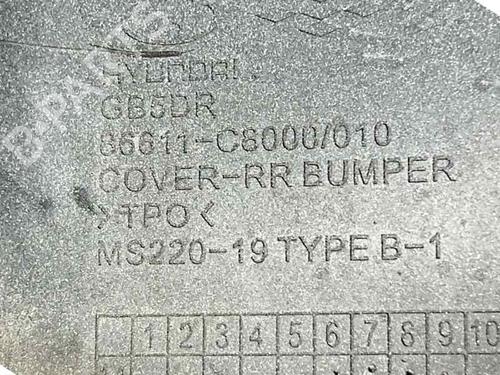 B-PARTS
HYUNDAI
GB5DR
86611-C8000/010
COVER-RR BUMPER
>TPO<
MS220-19 TYPE B-1
1 2 3 4 5 6 7 8 9 10